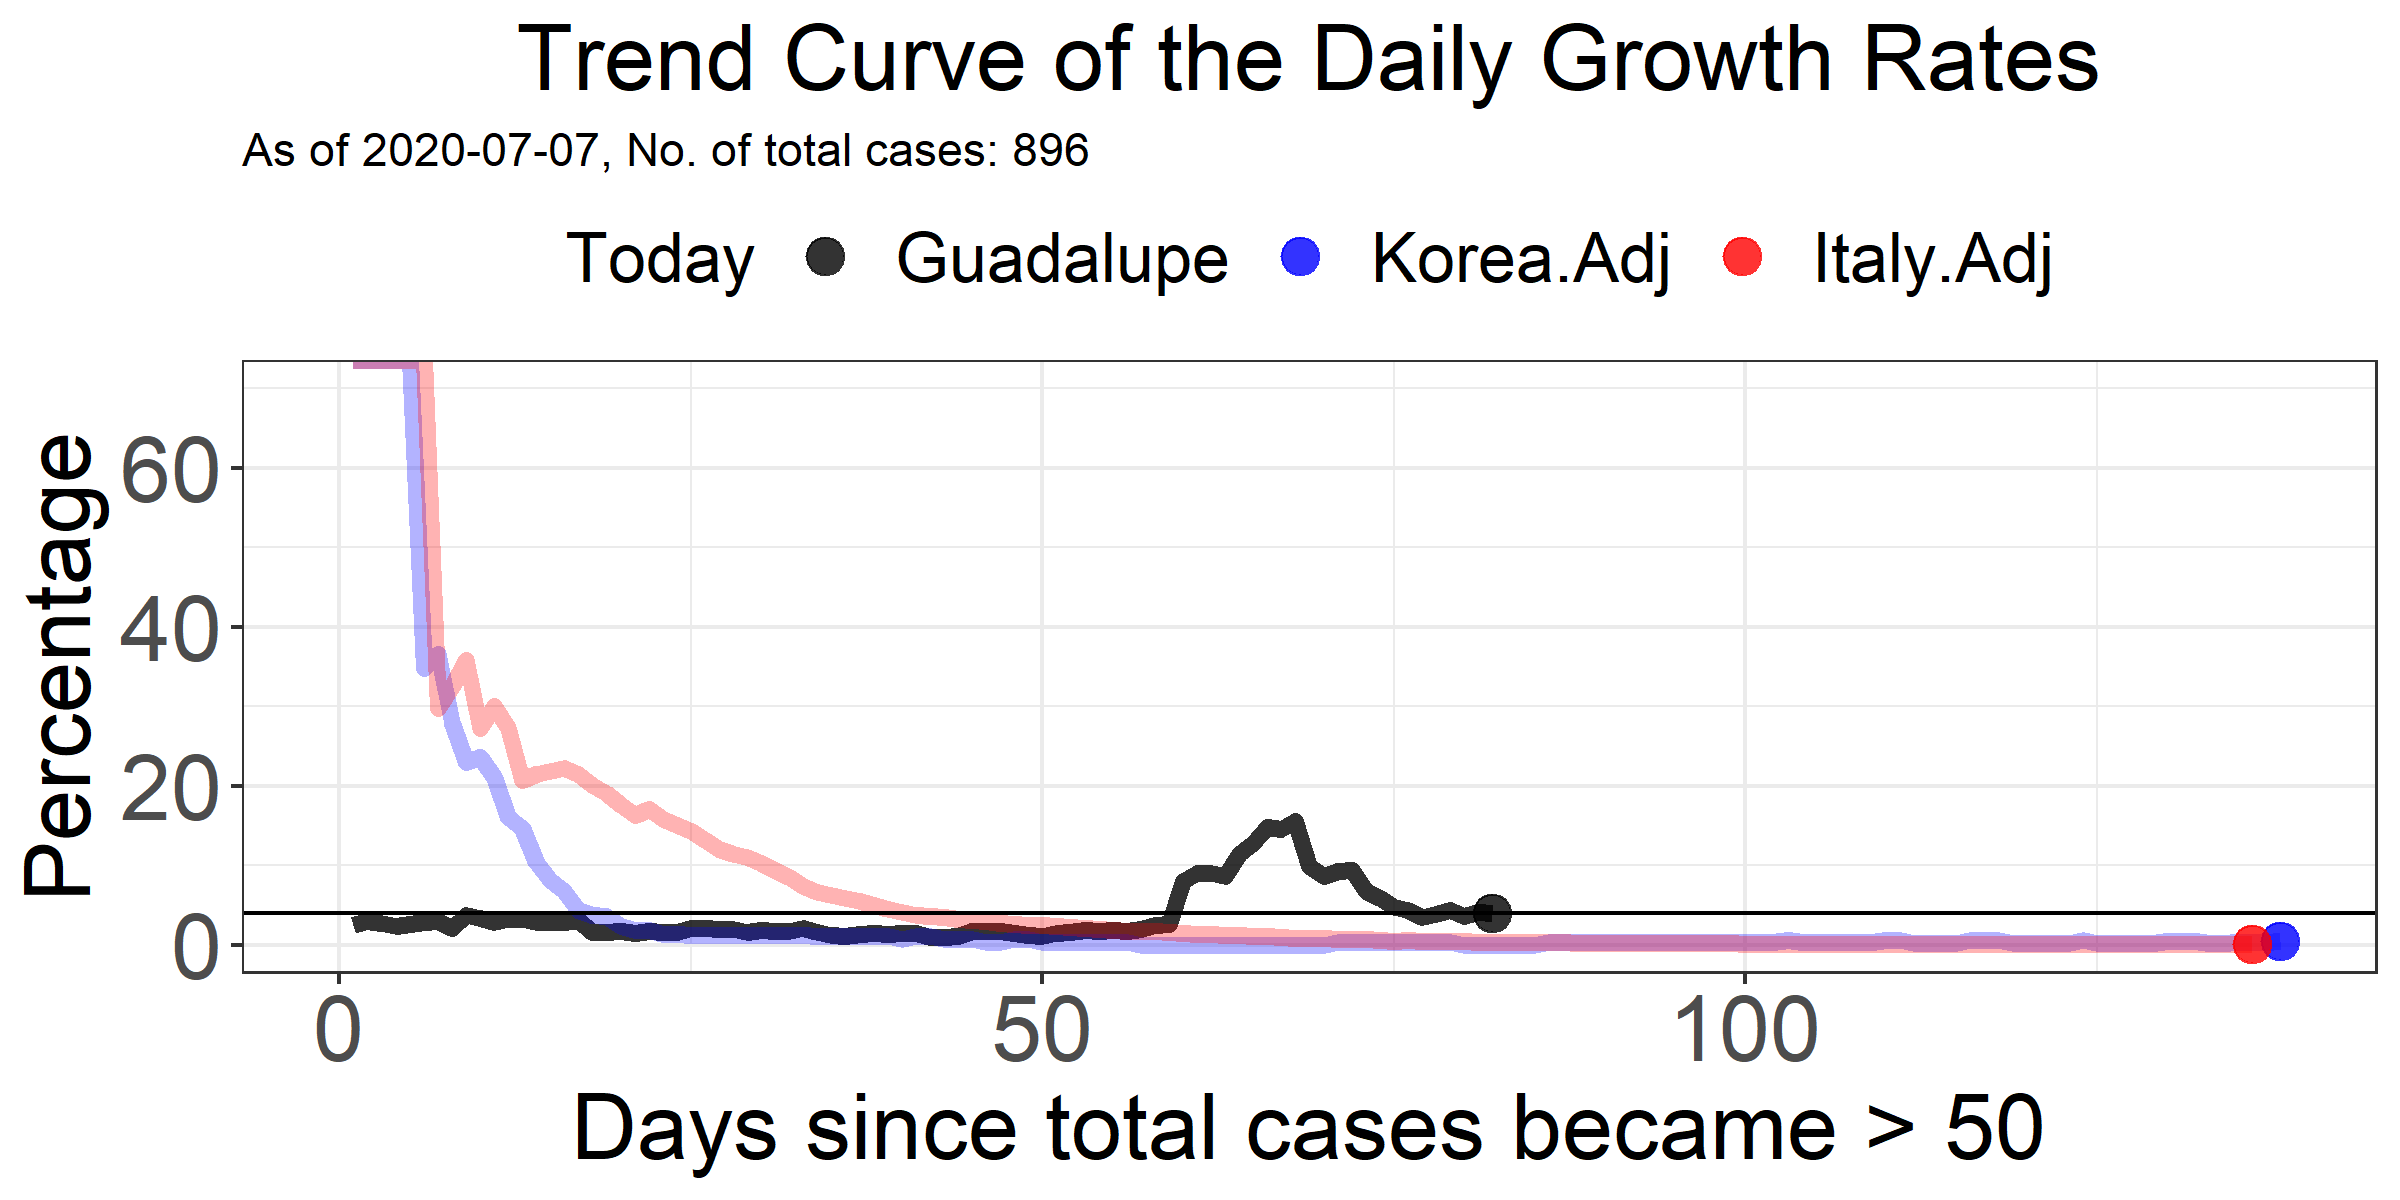 Trend Curve of the Daily Growth Rates
As of 2020-07-07, No. of total cases: 896
Today Guadalupe Korea.Adj Italy.Adj
Percentage
60
40
20
0
0 50 100
Days since total cases became > 50